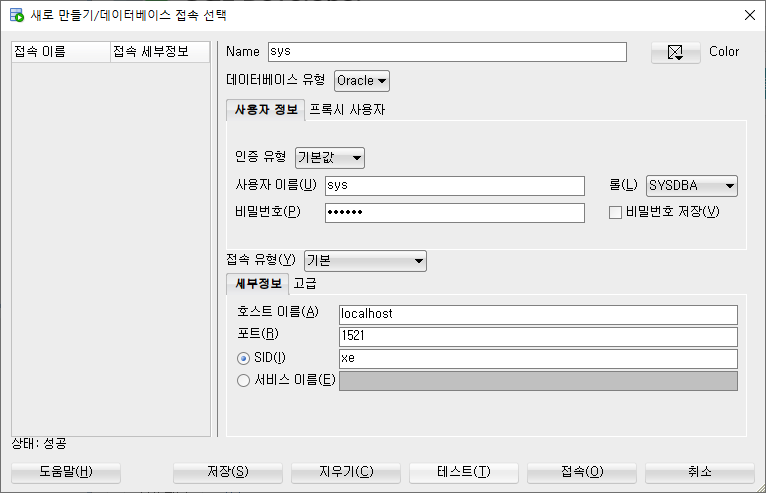 새로 만들기/데이터베이스 접속 선택
접속 이름 접속 세부정보
Name sys Color
데이터베이스 유형 Oracle
사용자 정보 프록시 사용자
인증 유형 기본값
사용자 이름(U) sys 롤(L) SYSDBA
비밀번호(P) •••••• 비밀번호 저장(V)
접속 유형(Y) 기본
세부정보 고급
호스트 이름(A) localhost
포트(R) 1521
SID(I) xe
서비스 이름(E)
상태: 성공
도움말(H) 저장(S) 지우기(C) 테스트(T) 접속(O) 취소